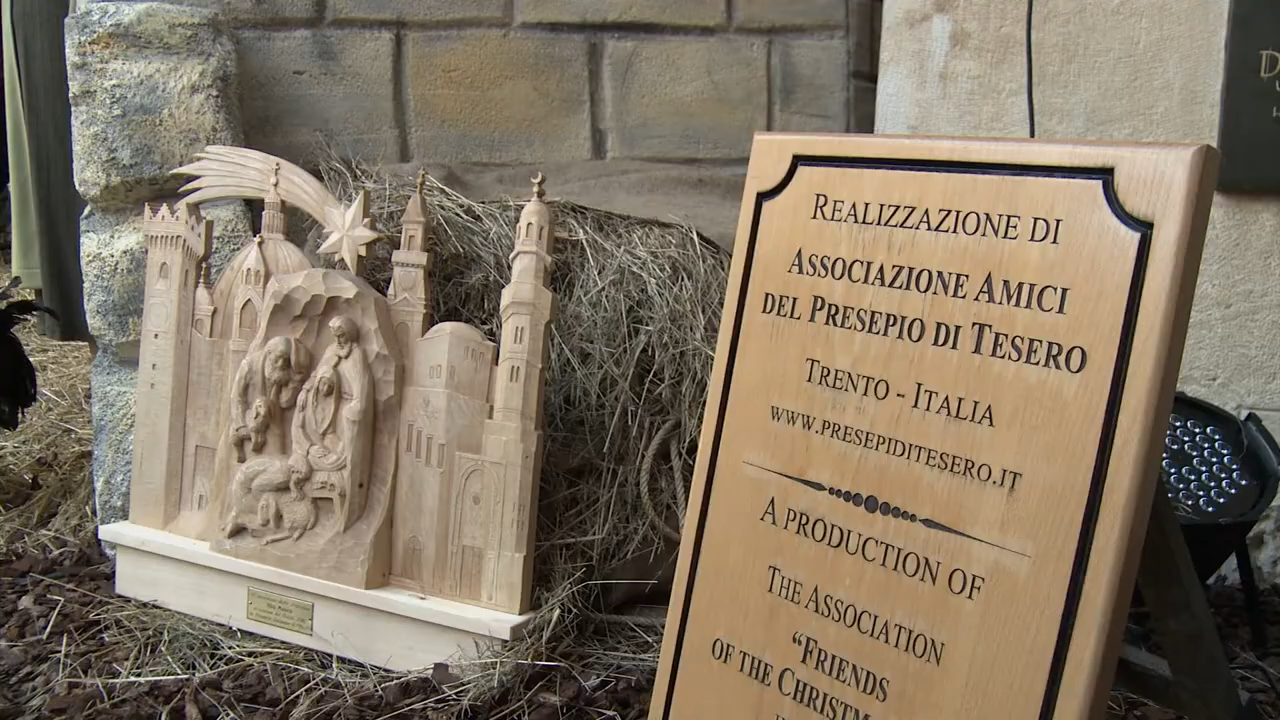 REALIZZAZIONE DI
ASSOCIAZIONE AMICI
DEL PRESEPIO DI TESERO
TRENTO - ITALIA
WWW.PRESEPIDITESERO.IT
A PRODUCTION OF
THE ASSOCIATION
“FRIENDS
OF THE CHRISTM